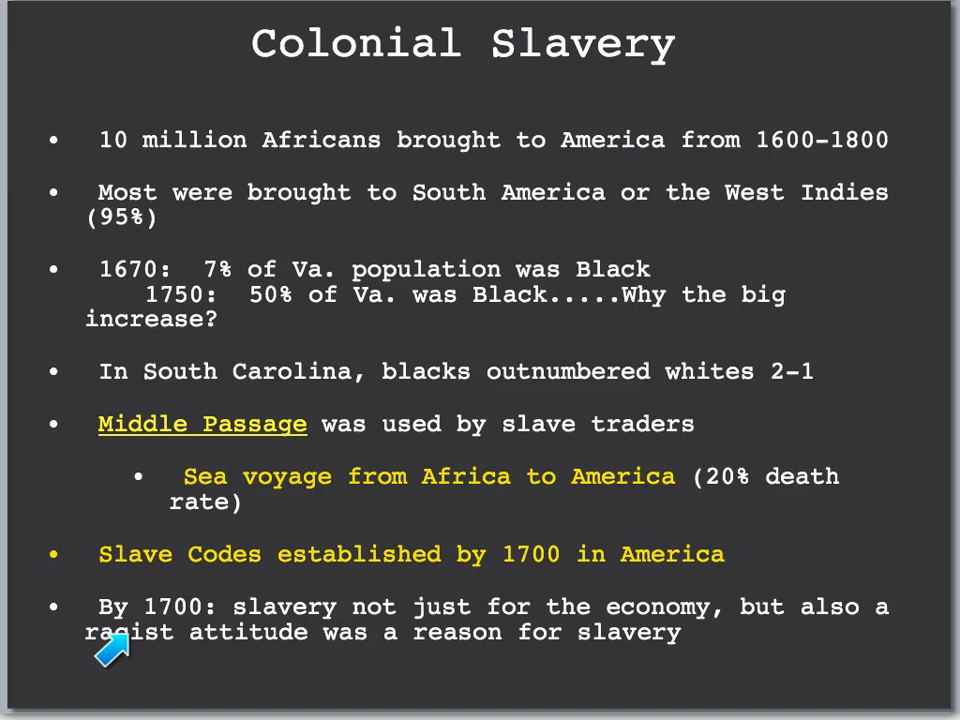 Colonial Slavery
• 10 million Africans brought to America from 1600-1800
• Most were brought to South America or the West Indies
(95%)
• 1670: 7% of Va. population was Black
1750: 50% of Va. was Black.....Why the big
increase?
• In South Carolina, blacks outnumbered whites 2-1
• Middle Passage was used by slave traders
• Sea voyage from Africa to America (20% death
rate)
• Slave Codes established by 1700 in America
• By 1700: slavery not just for the economy, but also a
racist attitude was a reason for slavery